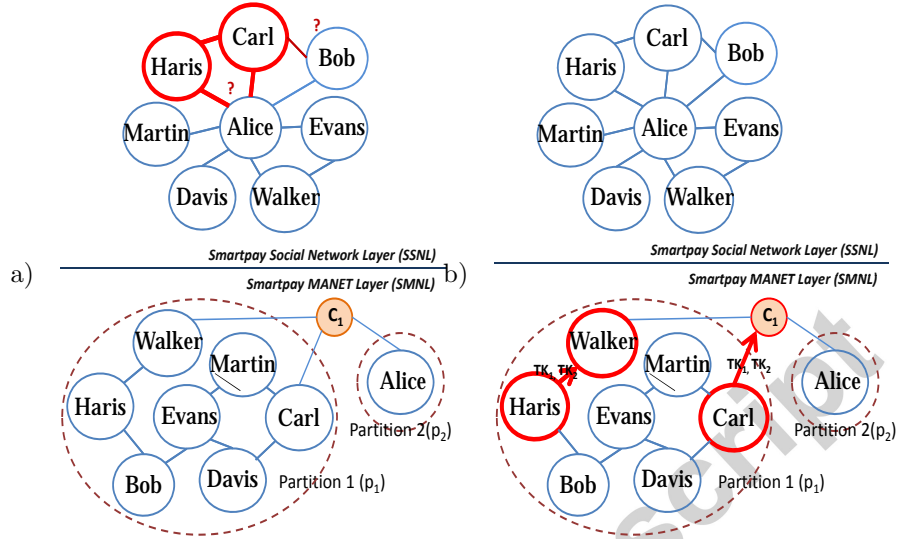 Carl
?
Haris
Bob
?
Martin
Alice
Evans
Davis
Walker
Smartpay Social Network Layer (SSNL)
a)
Smartpay MANET Layer (SMNL)
C1
Walker
Martin
Alice
Haris
Evans
Carl
Partition 2(p2)
Bob
Davis
Partition 1 (p1)
Carl
Haris
Bob
Martin
Alice
Evans
Davis
Walker
Smartpay Social Network Layer (SSNL)
b)
Smartpay MANET Layer (SMNL)
C1
Walker
Martin
TK1, TK2
TK1, TK2
Alice
Haris
Evans
Carl
Partition 2(p2)
Bob
Davis
Partition 1 (p1)
script